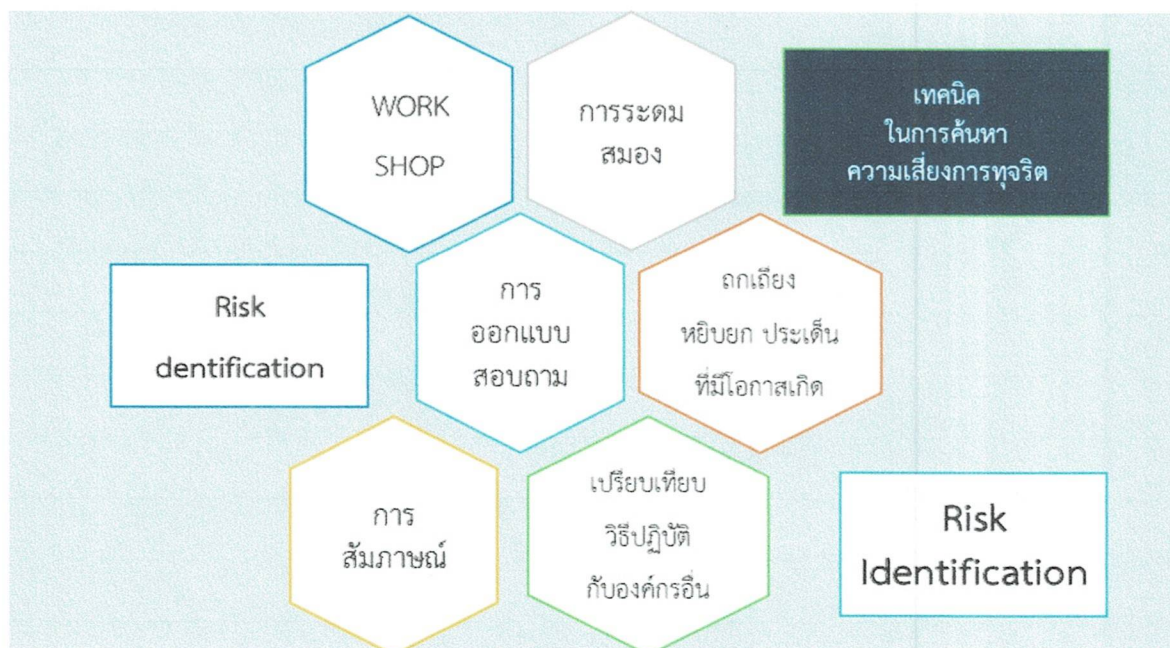 WORK
SHOP
การระดม
สมอง
เทคนิค
ในการค้นหา
ความเสี่ยงการทุจริต
Risk
dentification
การ
ออกแบบ
สอบถาม
ถกเถียง
หยิบยก ประเด็น
ที่มีโอกาสเกิด
การ
สัมภาษณ์
เปรียบเทียบ
วิธีปฏิบัติ
กับองค์กรอื่น
Risk
Identification